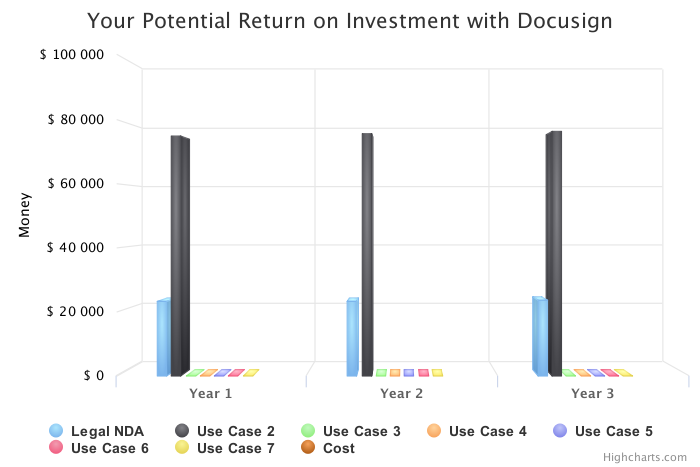 Your Potential Return on Investment with Docusign
$ 100 000
$ 80 000
$ 60 000
$ 40 000
$ 20 000
$ 0
Money
Year 1
Year 2
Year 3
Legal NDA
Use Case 2
Use Case 3
Use Case 4
Use Case 5
Use Case 6
Use Case 7
Cost
Highcharts.com